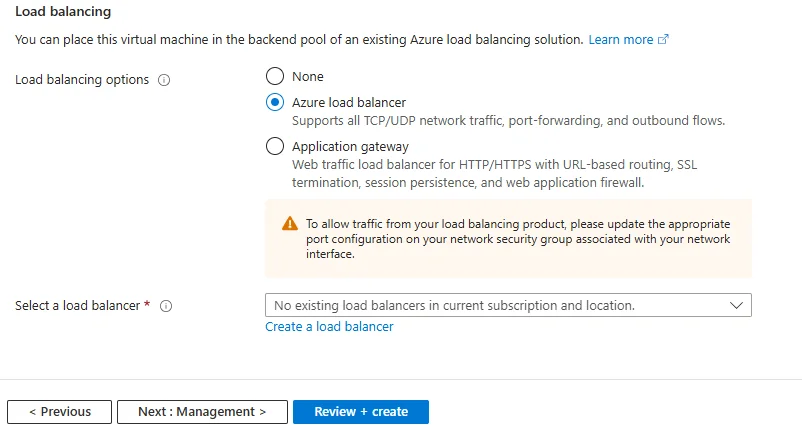 Load balancing
You can place this virtual machine in the backend pool of an existing Azure load balancing solution. Learn more
Load balancing options
None
Azure load balancer
Supports all TCP/UDP network traffic, port-forwarding, and outbound flows.
Application gateway
Web traffic load balancer for HTTP/HTTPS with URL-based routing, SSL
termination, session persistence, and web application firewall.
To allow traffic from your load balancing product, please update the appropriate
port configuration on your network security group associated with your network
interface.
Select a load balancer *
No existing load balancers in current subscription and location.
Create a load balancer
< Previous
Next : Management >
Review + create